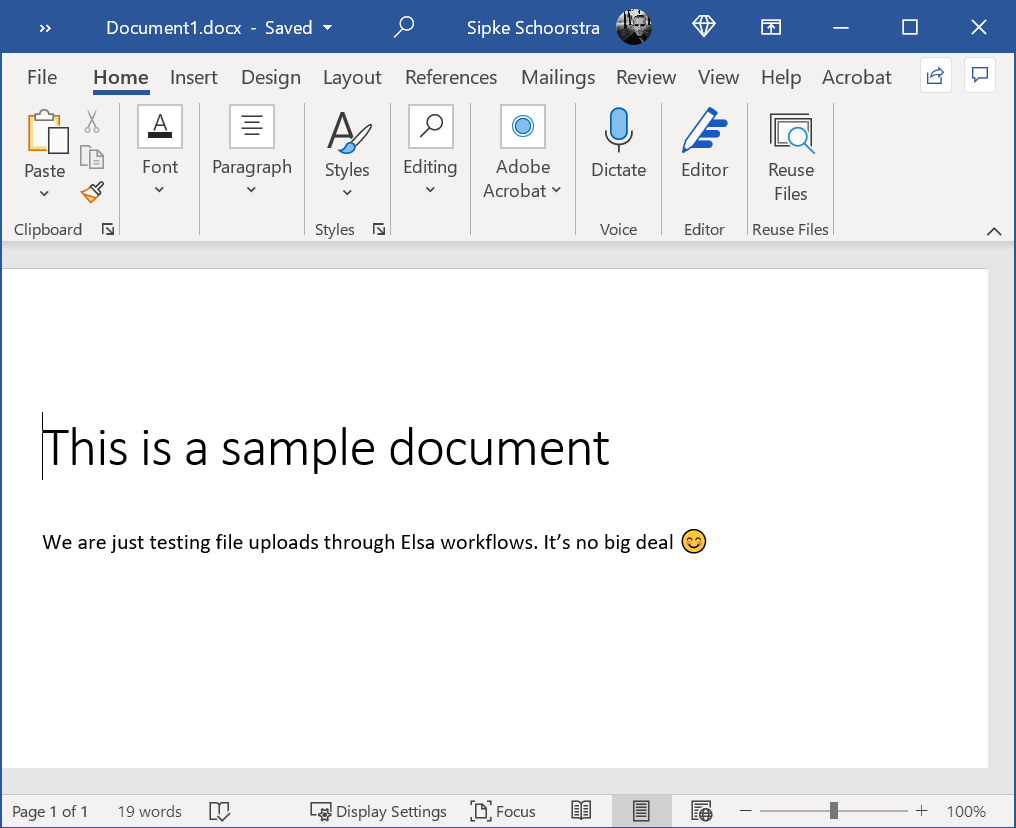 Document1.docx - Saved
Sipke Schoorstra
File Home Insert Design Layout References Mailings Review View Help Acrobat
Paste
Font
Paragraph
Styles
Editing
Adobe
Acrobat
Dictate
Editor
Reuse
Files
Clipboard
Styles
Voice
Editor
Reuse Files
This is a sample document
We are just testing file uploads through Elsa workflows. It’s no big deal 😊
Page 1 of 1 19 words Display Settings Focus 100%